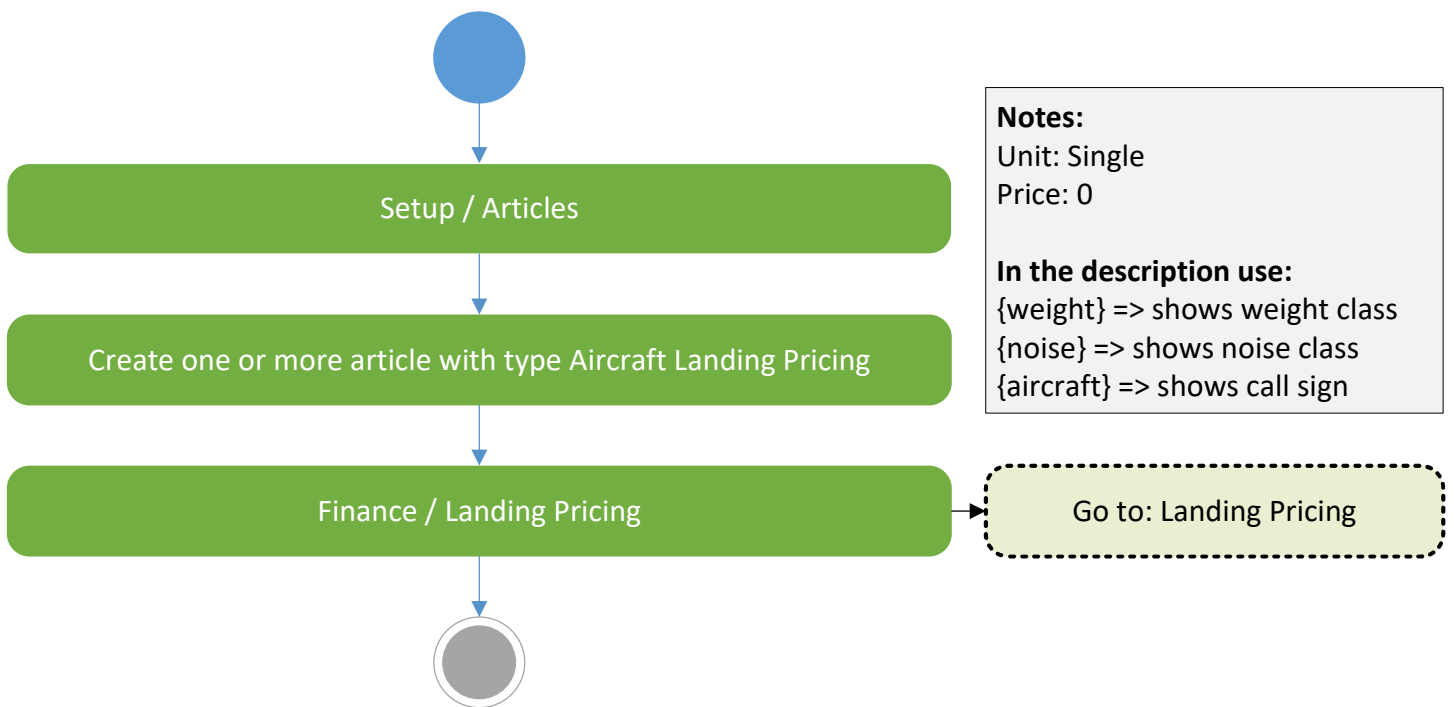 Notes:
Unit: Single
Price: 0
In the description use:
{weight} => shows weight class
{noise} => shows noise class
{aircraft} => shows call sign
Setup / Articles
Create one or more article with type Aircraft Landing Pricing
Finance / Landing Pricing
Go to: Landing Pricing